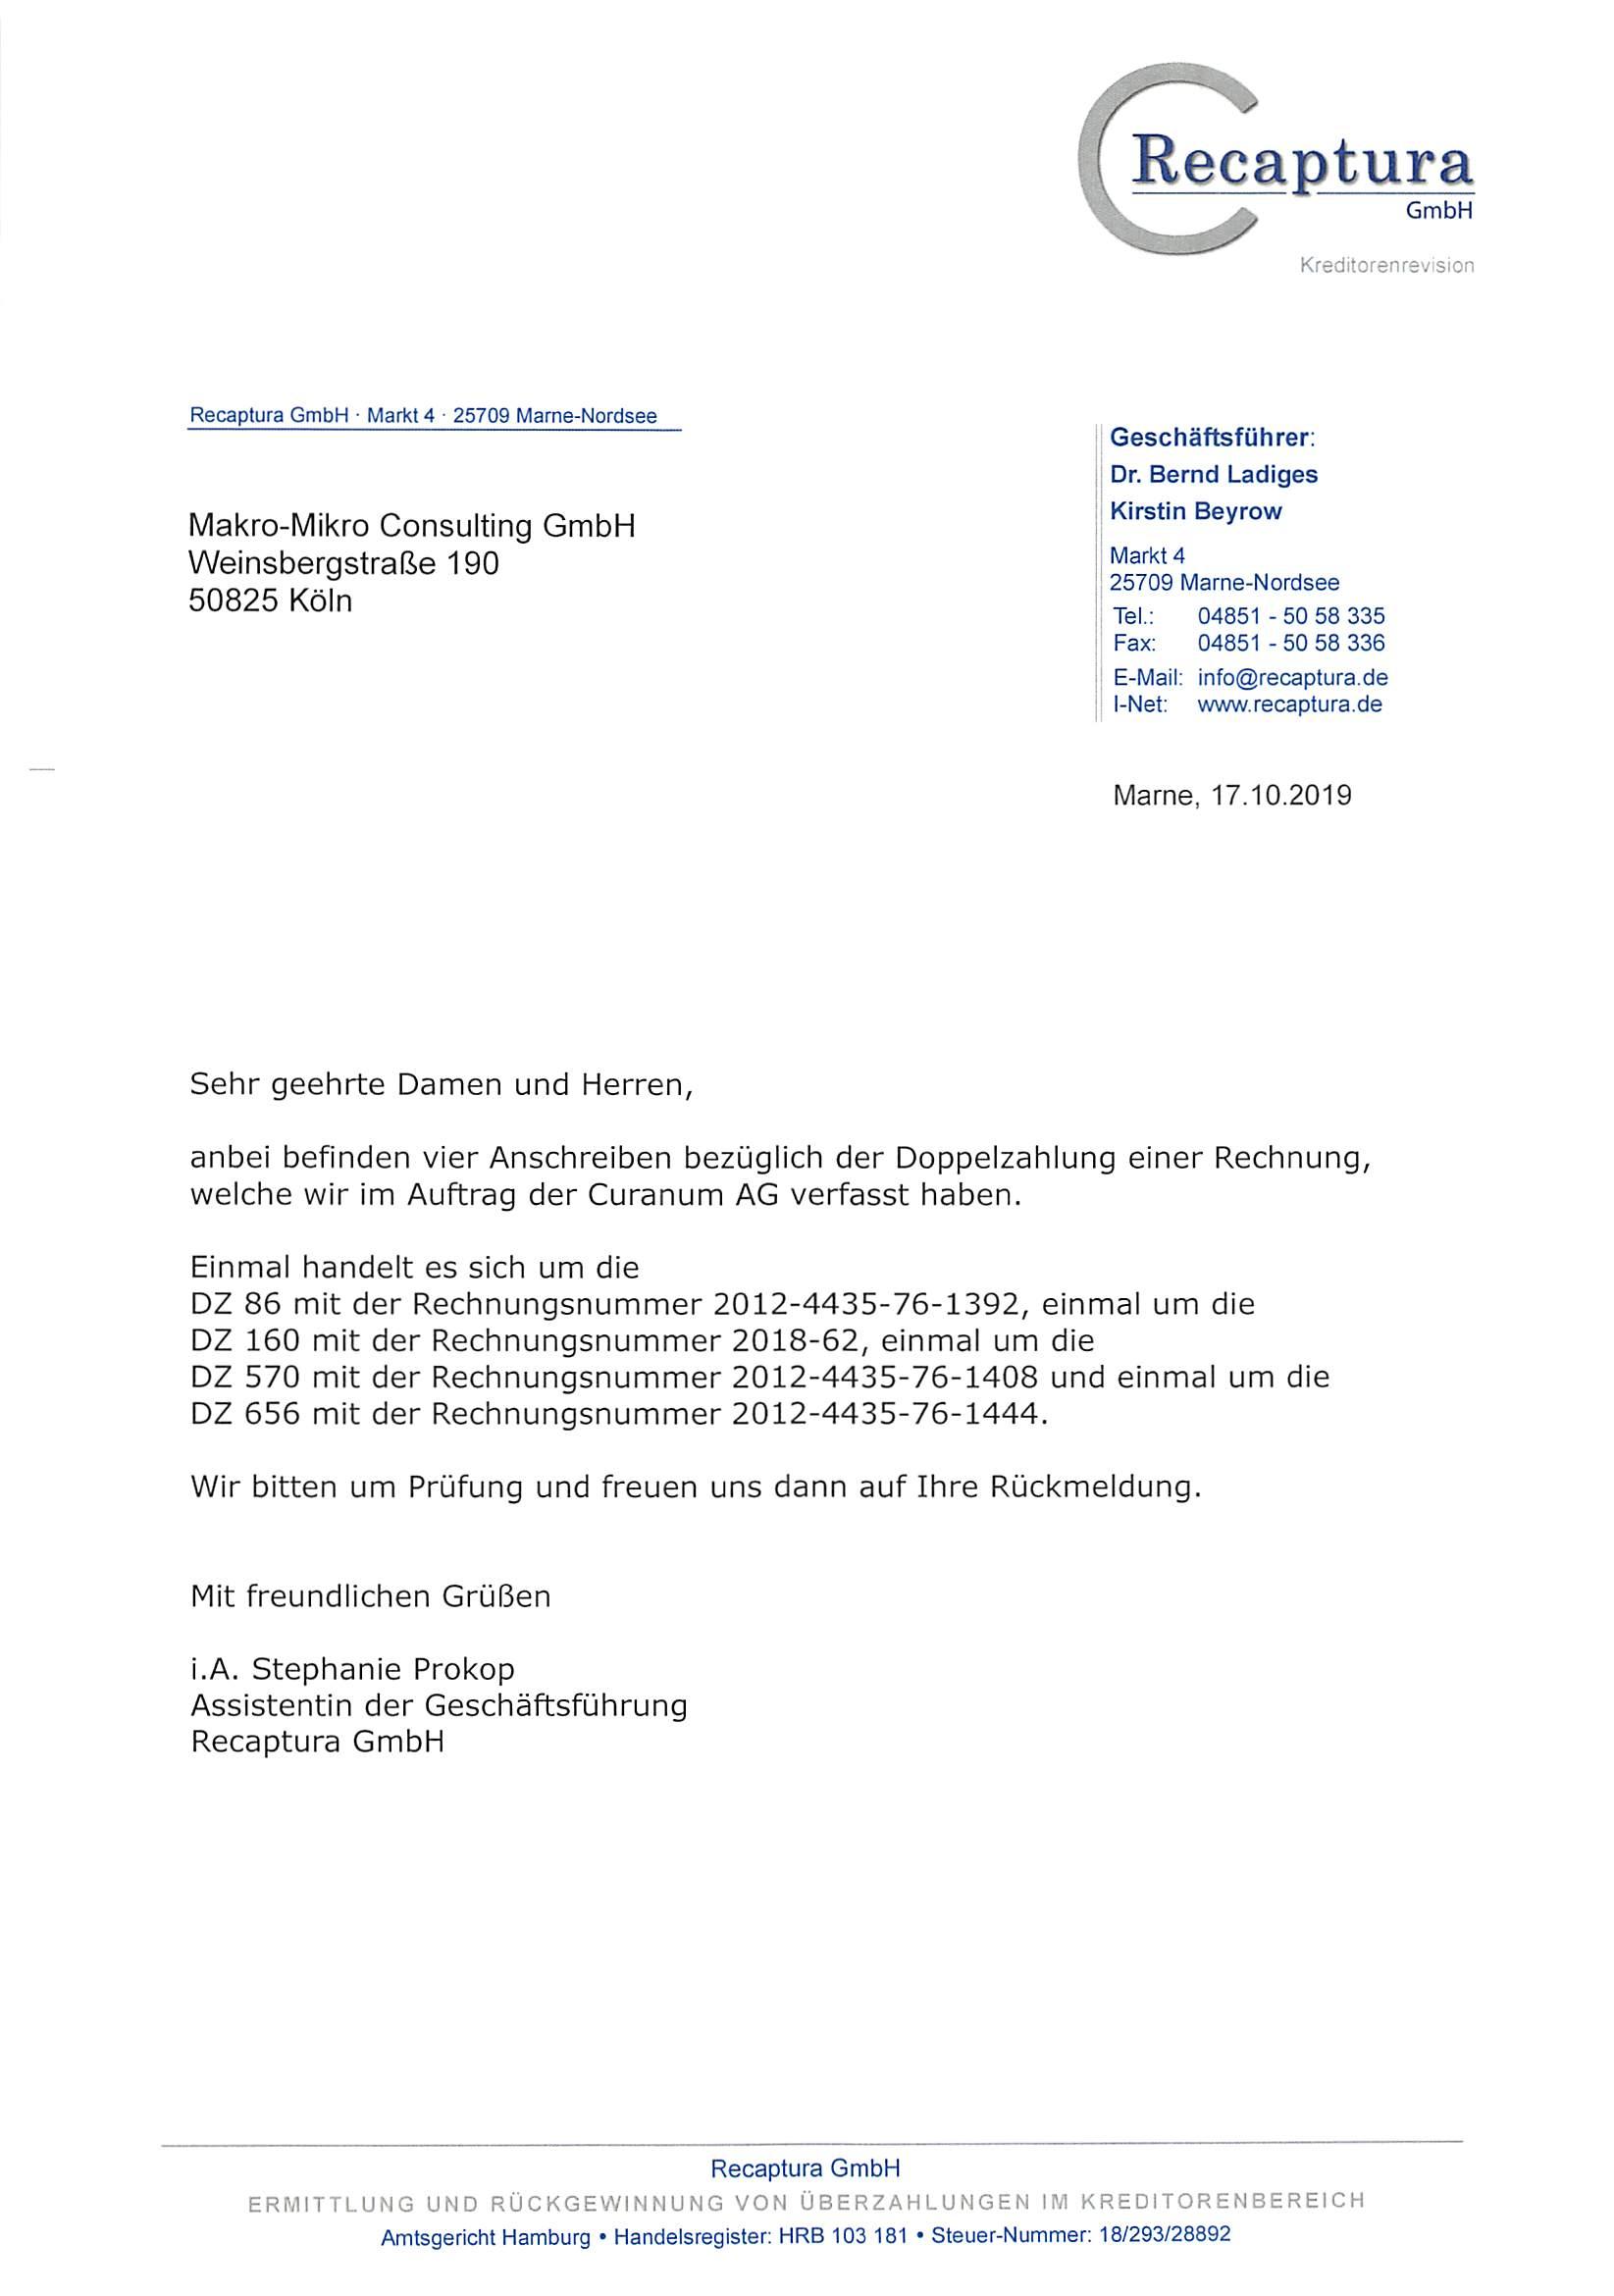 Recaptura
GmbH
Kreditorenrevision
Recaptura GmbH · Markt 4 · 25709 Marne-Nordsee
Makro-Mikro Consulting GmbH
Weinsbergstraße 190
50825 Köln
Geschäftsführer:
Dr. Bernd Ladiges
Kirstin Beyrow
Markt 4
25709 Marne-Nordsee
Tel.: 04851 - 50 58 335
Fax: 04851 - 50 58 336
E-Mail: info@recaptura.de
I-Net: www.recaptura.de
Marne, 17.10.2019
Sehr geehrte Damen und Herren,
anbei befinden vier Anschreiben bezüglich der Doppelzahlung einer Rechnung,
welche wir im Auftrag der Curanum AG verfasst haben.
Einmal handelt es sich um die
DZ 86 mit der Rechnungsnummer 2012-4435-76-1392, einmal um die
DZ 160 mit der Rechnungsnummer 2018-62, einmal um die
DZ 570 mit der Rechnungsnummer 2012-4435-76-1408 und einmal um die
DZ 656 mit der Rechnungsnummer 2012-4435-76-1444.
Wir bitten um Prüfung und freuen uns dann auf Ihre Rückmeldung.
Mit freundlichen Grüßen
i.A. Stephanie Prokop
Assistentin der Geschäftsführung
Recaptura GmbH
Recaptura GmbH
ERMITTLUNG UND RÜCKGEWINNUNG VON ÜBERZAHLUNGEN IM KREDITORENBEREICH
Amtsgericht Hamburg • Handelsregister: HRB 103 181 • Steuer-Nummer: 18/293/28892